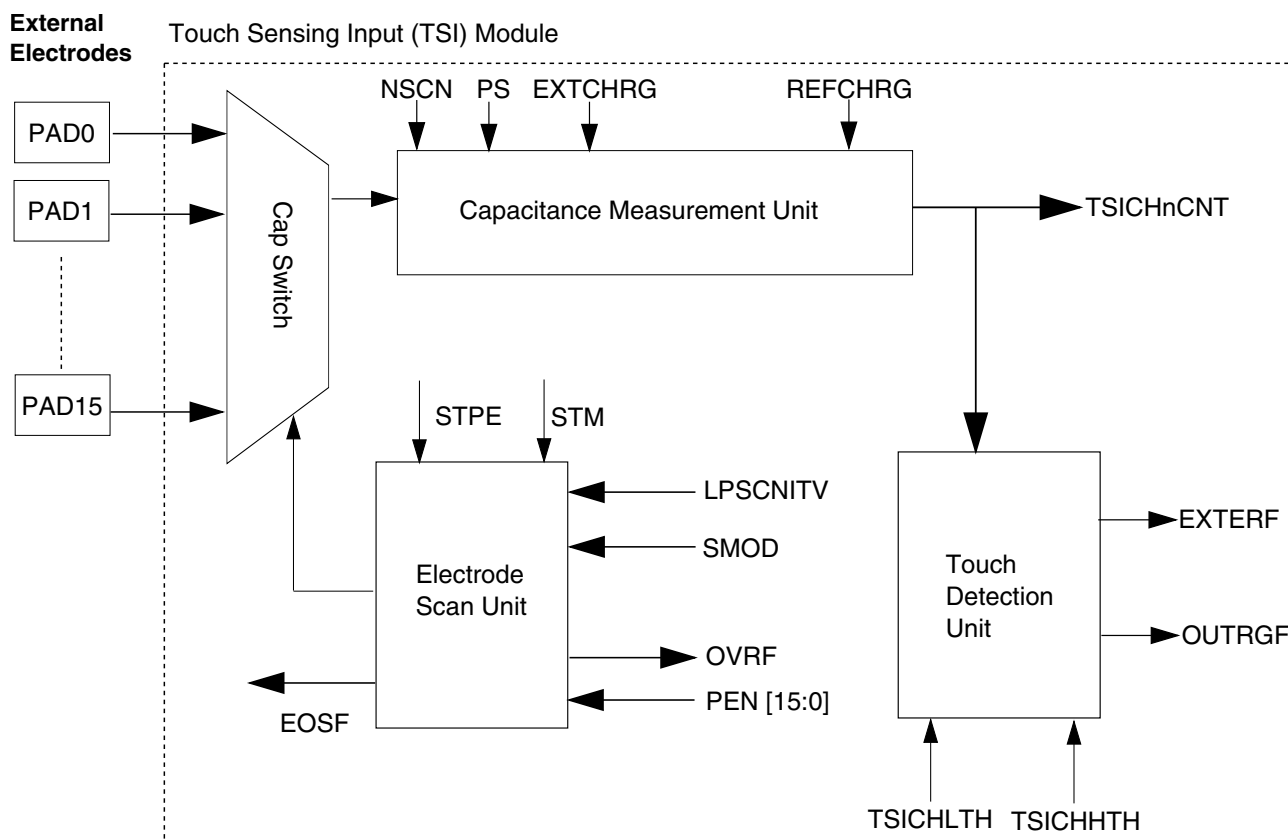 External
Electrodes
Touch Sensing Input (TSI) Module
NSCN
PS
EXTCHRG
REFCHRG
PAD0
PAD1
PAD15
Cap Switch
Capacitance Measurement Unit
TSICHnCNT
STPE
STM
LPSCNITV
SMOD
Electrode
Scan Unit
OVRF
PEN [15:0]
EOSF
Touch
Detection
Unit
EXTERF
OUTRGF
TSICHLTH
TSICHHTH